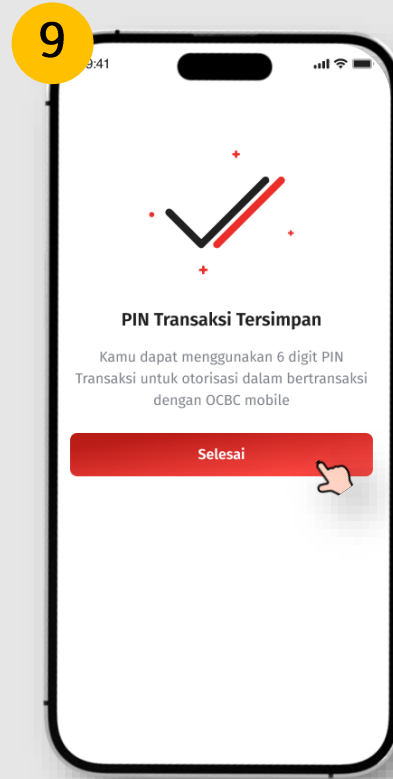 9
9:41
PIN Transaksi Tersimpan
Kamu dapat menggunakan 6 digit PIN
Transaksi untuk otorisasi dalam bertransaksi
dengan OCBC mobile
Selesai